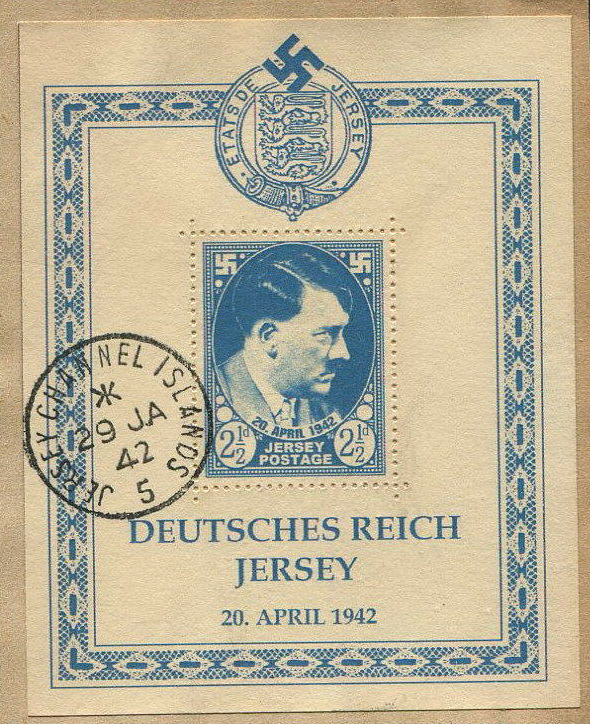 ETATS DE JERSEY
20. APRIL 1942
2½d 2½d
JERSEY
POSTAGE
JERSEY CHANNEL ISLANDS
29 JA
42
5
DEUTSCHES REICH
JERSEY
20. APRIL 1942